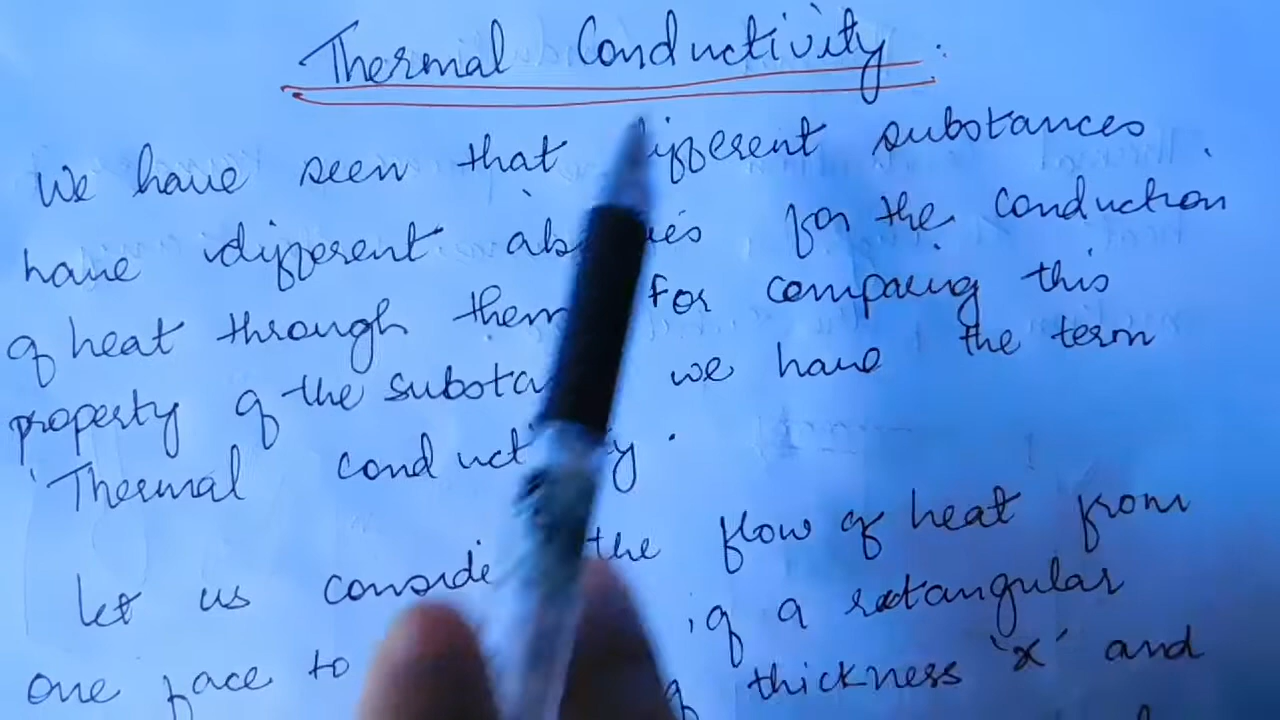 Thermal Conductivity
We have seen that different substances
have different abilities for the conduction
of heat through them For comparing this
property of the substa we have the term
'Thermal conductivity.
Let us conside the flow of heat from
one face to of a rectangular
thickness 'x' and